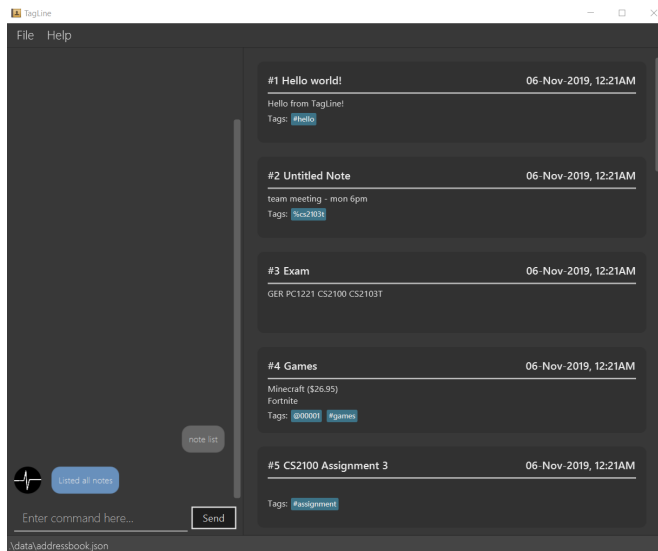 TagLine
File Help
#1 Hello world! 06-Nov-2019, 12:21AM
Hello from TagLine!
Tags: #hello
#2 Untitled Note 06-Nov-2019, 12:21AM
team meeting - mon 6pm
Tags: %cs2103t
#3 Exam 06-Nov-2019, 12:21AM
GER PC1221 CS2100 CS2103T
#4 Games 06-Nov-2019, 12:21AM
Minecraft ($26.95)
Fortnite
Tags: @00001 #games
#5 CS2100 Assignment 3 06-Nov-2019, 12:21AM
Tags: #assignment
note list
Listed all notes
Enter command here... Send
.\data\addressbook.json